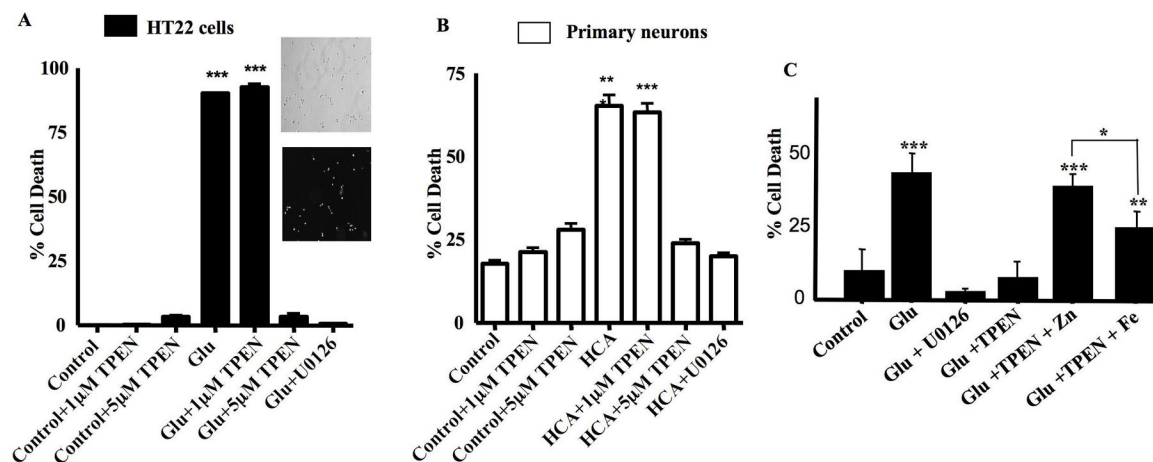 A
HT22 cells
% Cell Death
100
75
50
25
0
***
***
Control
Control+1µM TPEN
Control+5µM TPEN
Glu
Glu+1µM TPEN
Glu+5µM TPEN
Glu+U0126
B
Primary neurons
% Cell Death
75
50
25
0
**
*
***
Control
Control+1µM TPEN
Control+5µM TPEN
HCA
HCA+1µM TPEN
HCA+5µM TPEN
HCA+U0126
C
% Cell Death
50
25
0
***
*
***
**
Control
Glu
Glu + U0126
Glu +TPEN
Glu +TPEN + Zn
Glu +TPEN + Fe